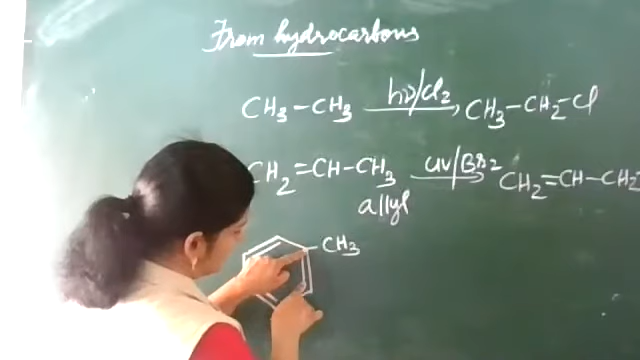 From hydrocarbons
CH3-CH3 hν/Cl2 CH3-CH2-Cl
CH2=CH-CH3 UV/Br2 CH2=CH-CH2
allyl
CH3